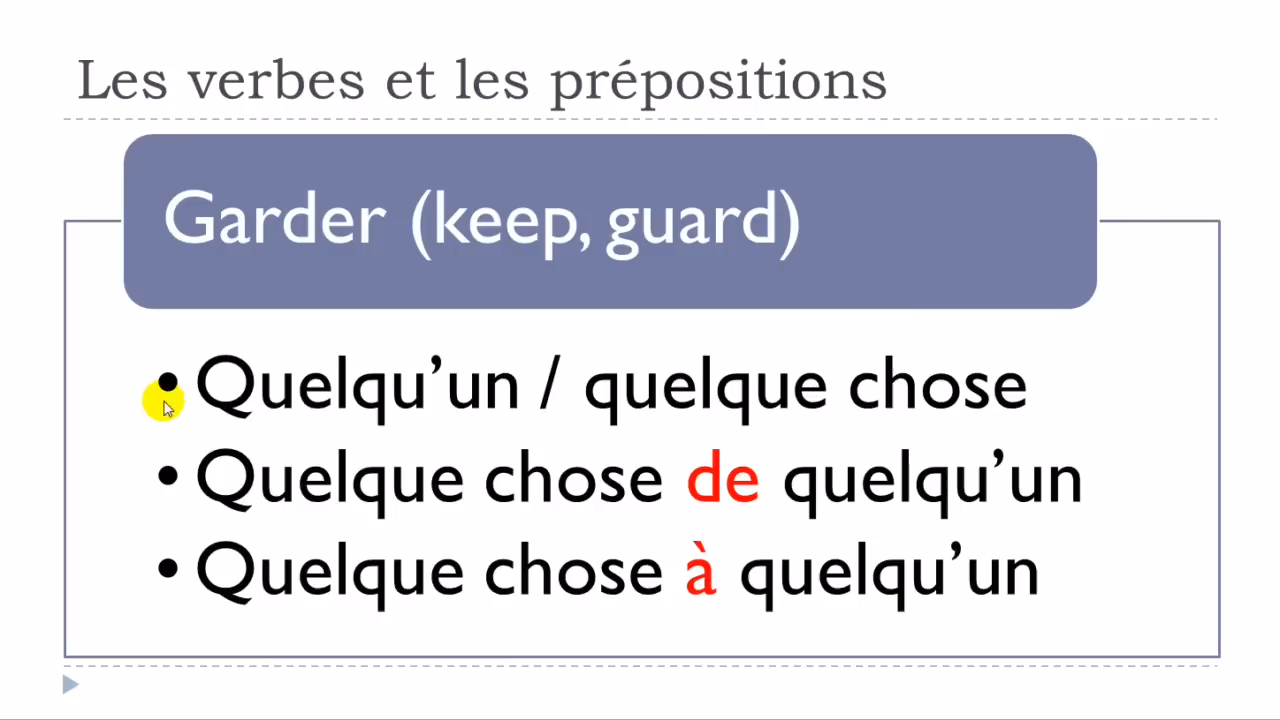 Les verbes et les prépositions
Garder (keep, guard)
• Quelqu’un / quelque chose
• Quelque chose de quelqu’un
• Quelque chose à quelqu’un